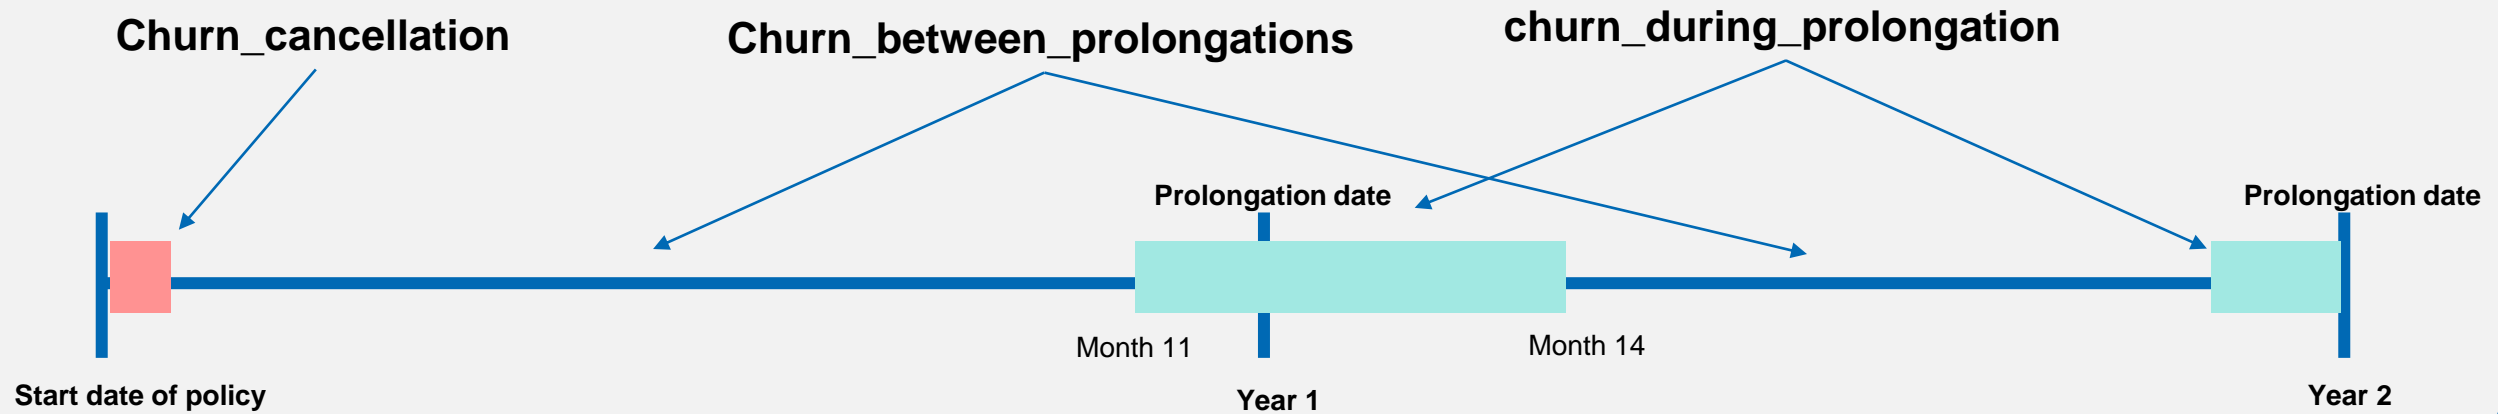 Churn_cancellation
Churn_between_prolongations
churn_during_prolongation
Prolongation date
Prolongation date
Month 11
Month 14
Start date of policy
Year 1
Year 2